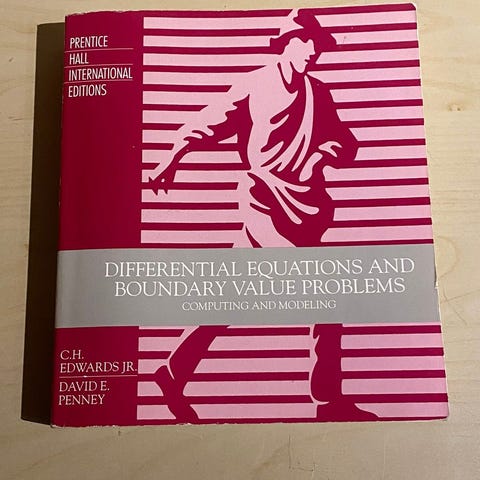 PRENTICE
HALL
INTERNATIONAL
EDITIONS
DIFFERENTIAL EQUATIONS AND
BOUNDARY VALUE PROBLEMS
COMPUTING AND MODELING
C.H.
EDWARDS JR.
DAVID E.
PENNEY